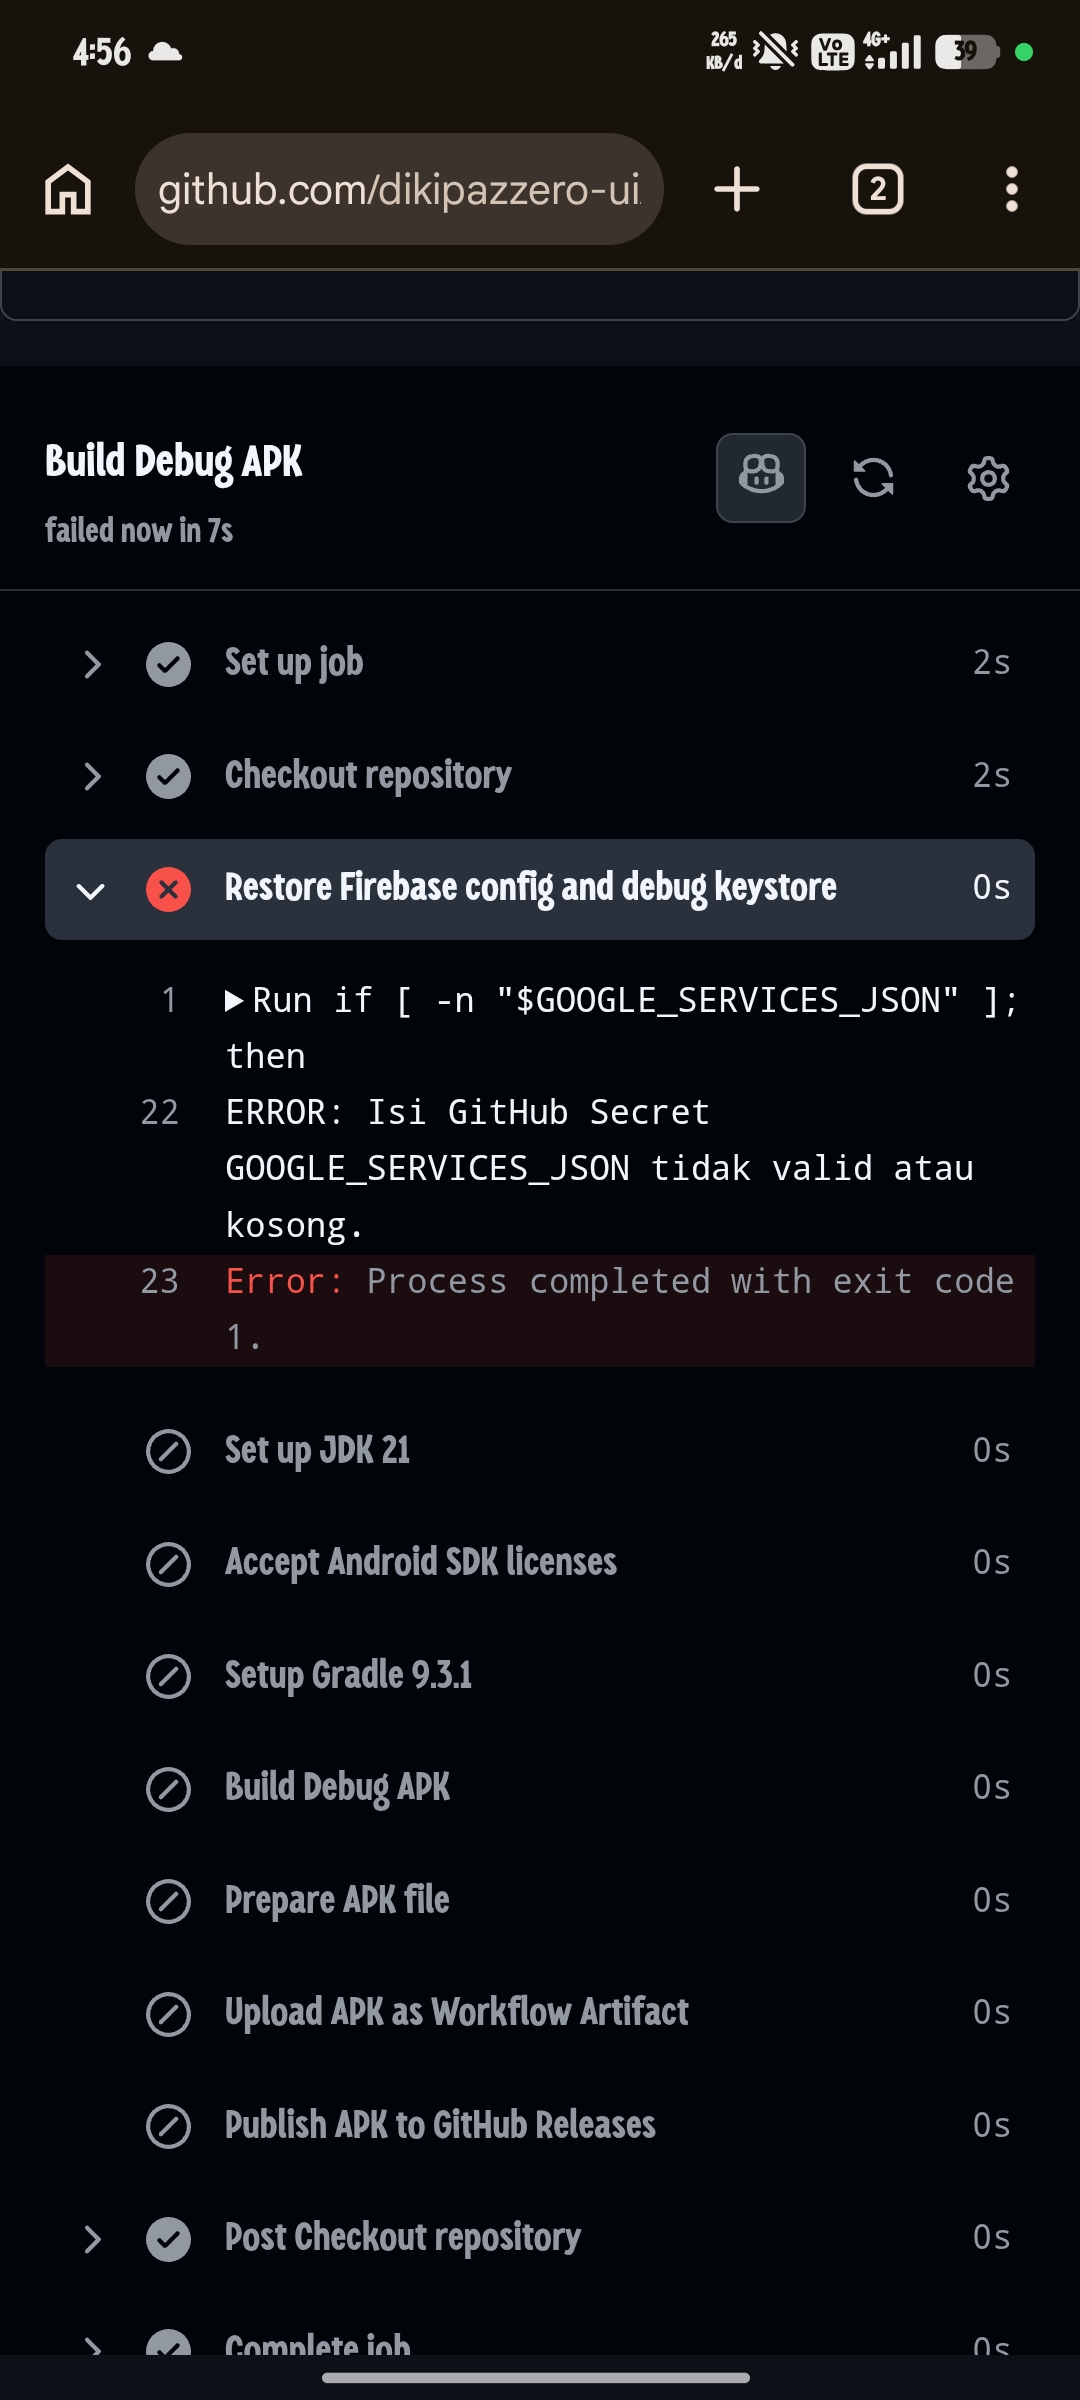 4:56
265 KB/d
Vo LTE
4G+
39
github.com/dikipazzero-ui
2
Build Debug APK
failed now in 7s
Set up job 2s
Checkout repository 2s
Restore Firebase config and debug keystore 0s
1 Run if [ -n "$GOOGLE_SERVICES_JSON" ];
then
22 ERROR: Isi GitHub Secret
GOOGLE_SERVICES_JSON tidak valid atau
kosong.
23 Error: Process completed with exit code
1.
Set up JDK 21 0s
Accept Android SDK licenses 0s
Setup Gradle 9.3.1 0s
Build Debug APK 0s
Prepare APK file 0s
Upload APK as Workflow Artifact 0s
Publish APK to GitHub Releases 0s
Post Checkout repository 0s
Complete job 0s